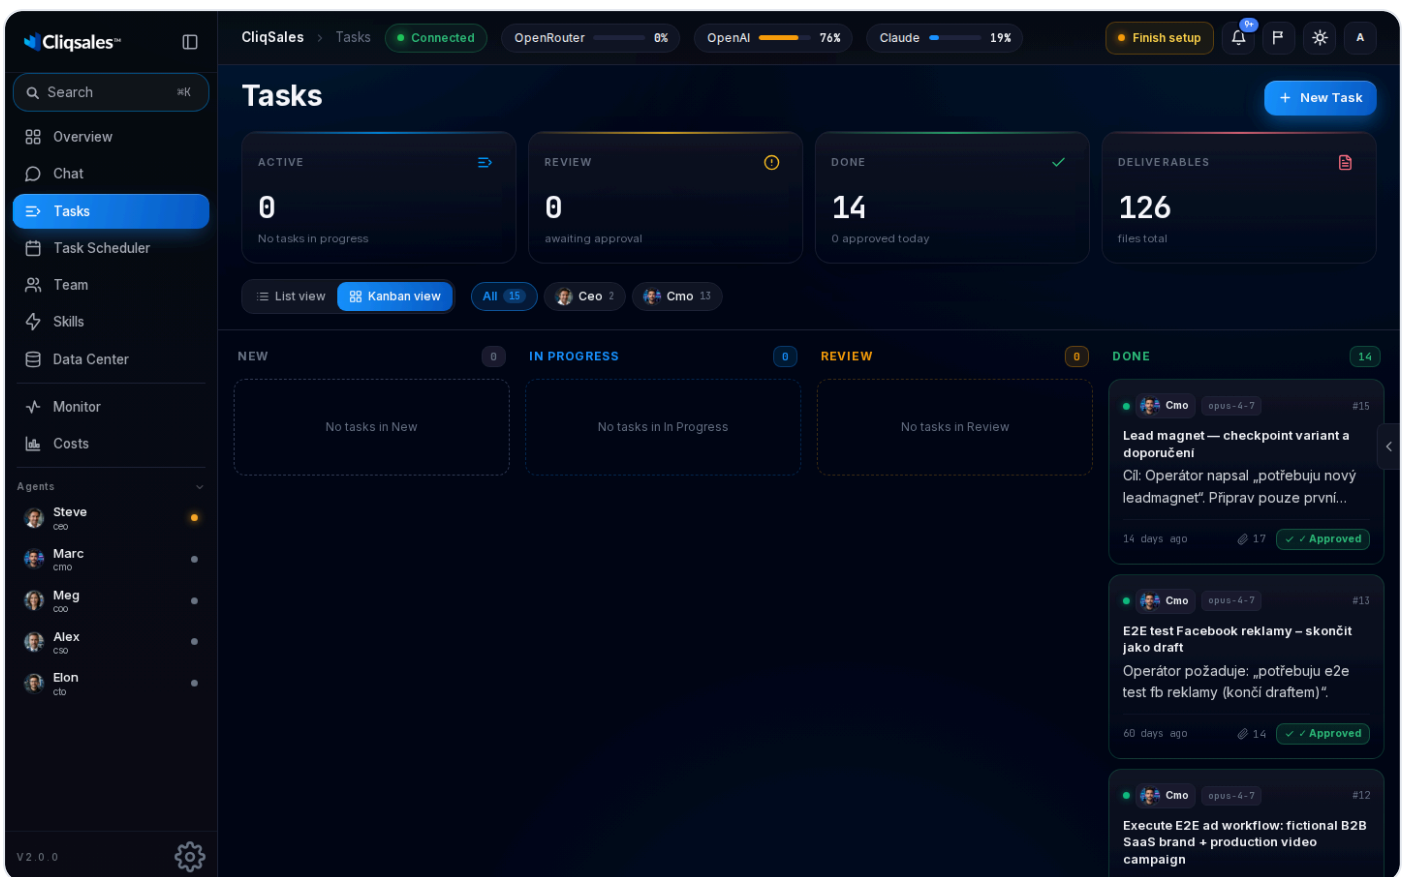 Cliqsales™
Search ⌘K
Overview
Chat
Tasks
Task Scheduler
Team
Skills
Data Center
Monitor
Costs
Agents
Steve
ceo
Marc
cmo
Meg
coo
Alex
cso
Elon
cto
V2.0.0
CliqSales › Tasks
Connected
OpenRouter 0%
OpenAI 76%
Claude 19%
Finish setup
9+
A
Tasks
+ New Task
ACTIVE
0
No tasks in progress
REVIEW
0
awaiting approval
DONE
14
0 approved today
DELIVERABLES
126
files total
List view
Kanban view
All 15
Ceo 2
Cmo 13
NEW 0
No tasks in New
IN PROGRESS 0
No tasks in In Progress
REVIEW 0
No tasks in Review
DONE 14
Cmo opus-4-7 #15
Lead magnet — checkpoint variant a
doporučení
Cíl: Operátor napsal „potřebuju nový
leadmagnet“. Připrav pouze první...
14 days ago 17 ✓ ✓ Approved
Cmo opus-4-7 #13
E2E test Facebook reklamy – skončit
jako draft
Operátor požaduje: „potřebuju e2e
test fb reklamy (končí draftem)“.
60 days ago 14 ✓ ✓ Approved
Cmo opus-4-7 #12
Execute E2E ad workflow: fictional B2B
SaaS brand + production video
campaign